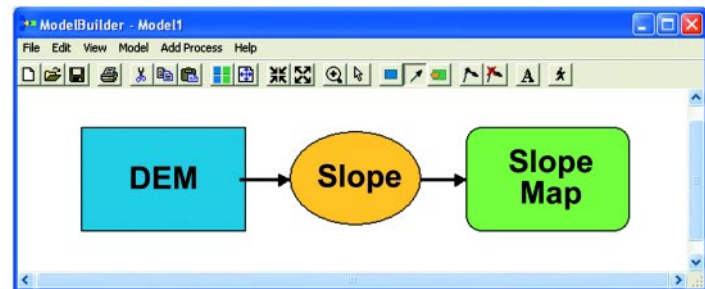 ModelBuilder - Model1
File Edit View Model Add Process Help
A
DEM
Slope
Slope
Map